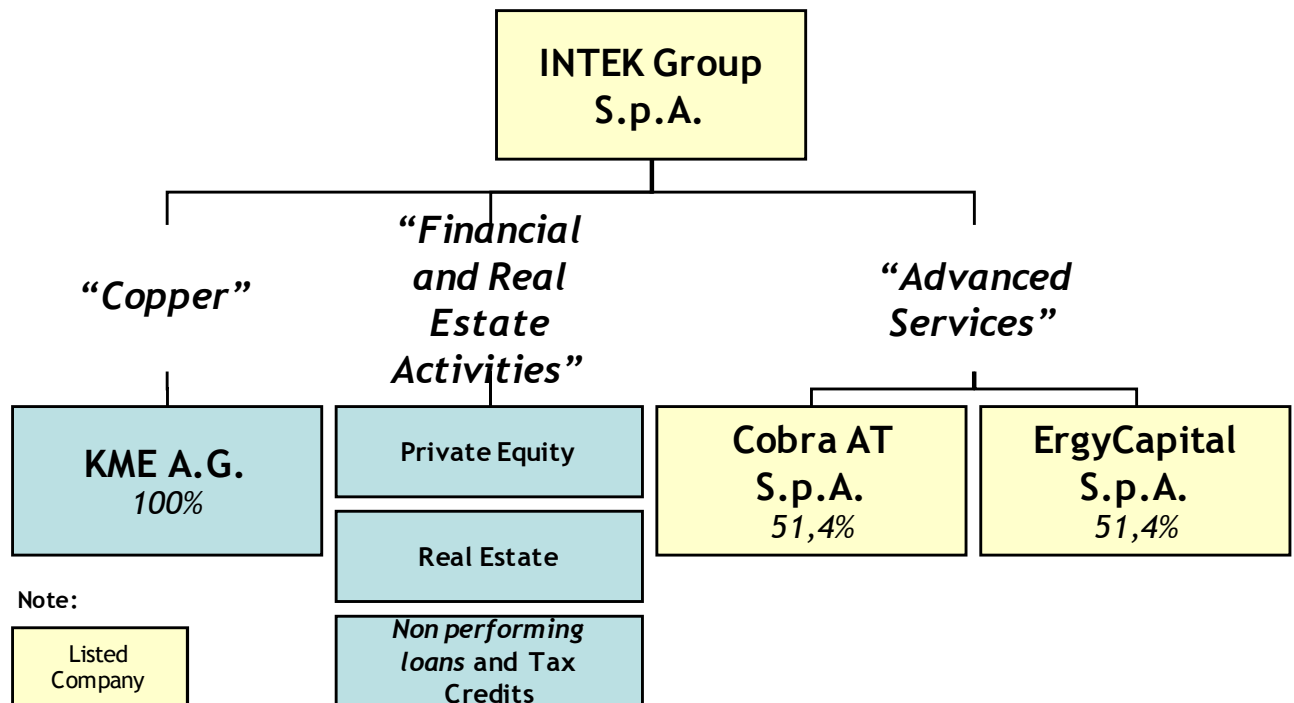 INTEK Group
S.p.A.
“Copper”
“Financial
and Real
Estate
Activities”
“Advanced
Services”
KME A.G.
100%
Private Equity
Real Estate
Non performing
loans and Tax
Credits
Cobra AT
S.p.A.
51,4%
ErgyCapital
S.p.A.
51,4%
Note:
Listed
Company